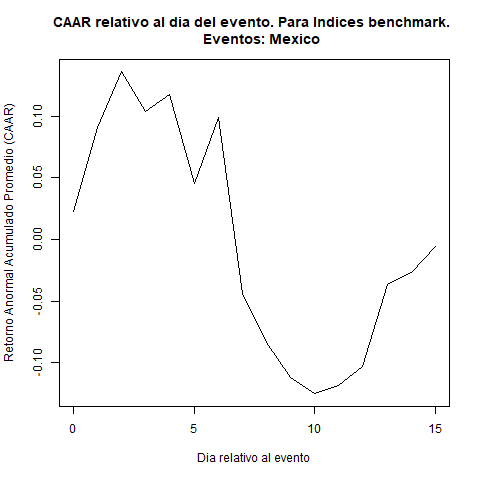 CAAR relativo al dia del evento. Para Indices benchmark.
Eventos: Mexico
Retorno Anormal Acumulado Promedio (CAAR)
0.10
0.05
0.00
-0.05
-0.10
0 5 10 15
Dia relativo al evento